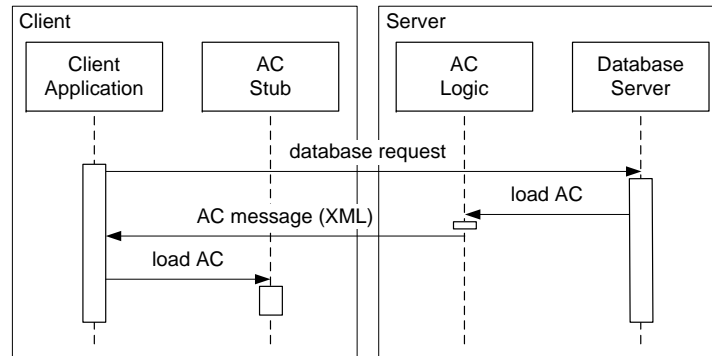 Client
Server
Client
Application
AC
Stub
AC
Logic
Database
Server
database request
load AC
AC message (XML)
load AC